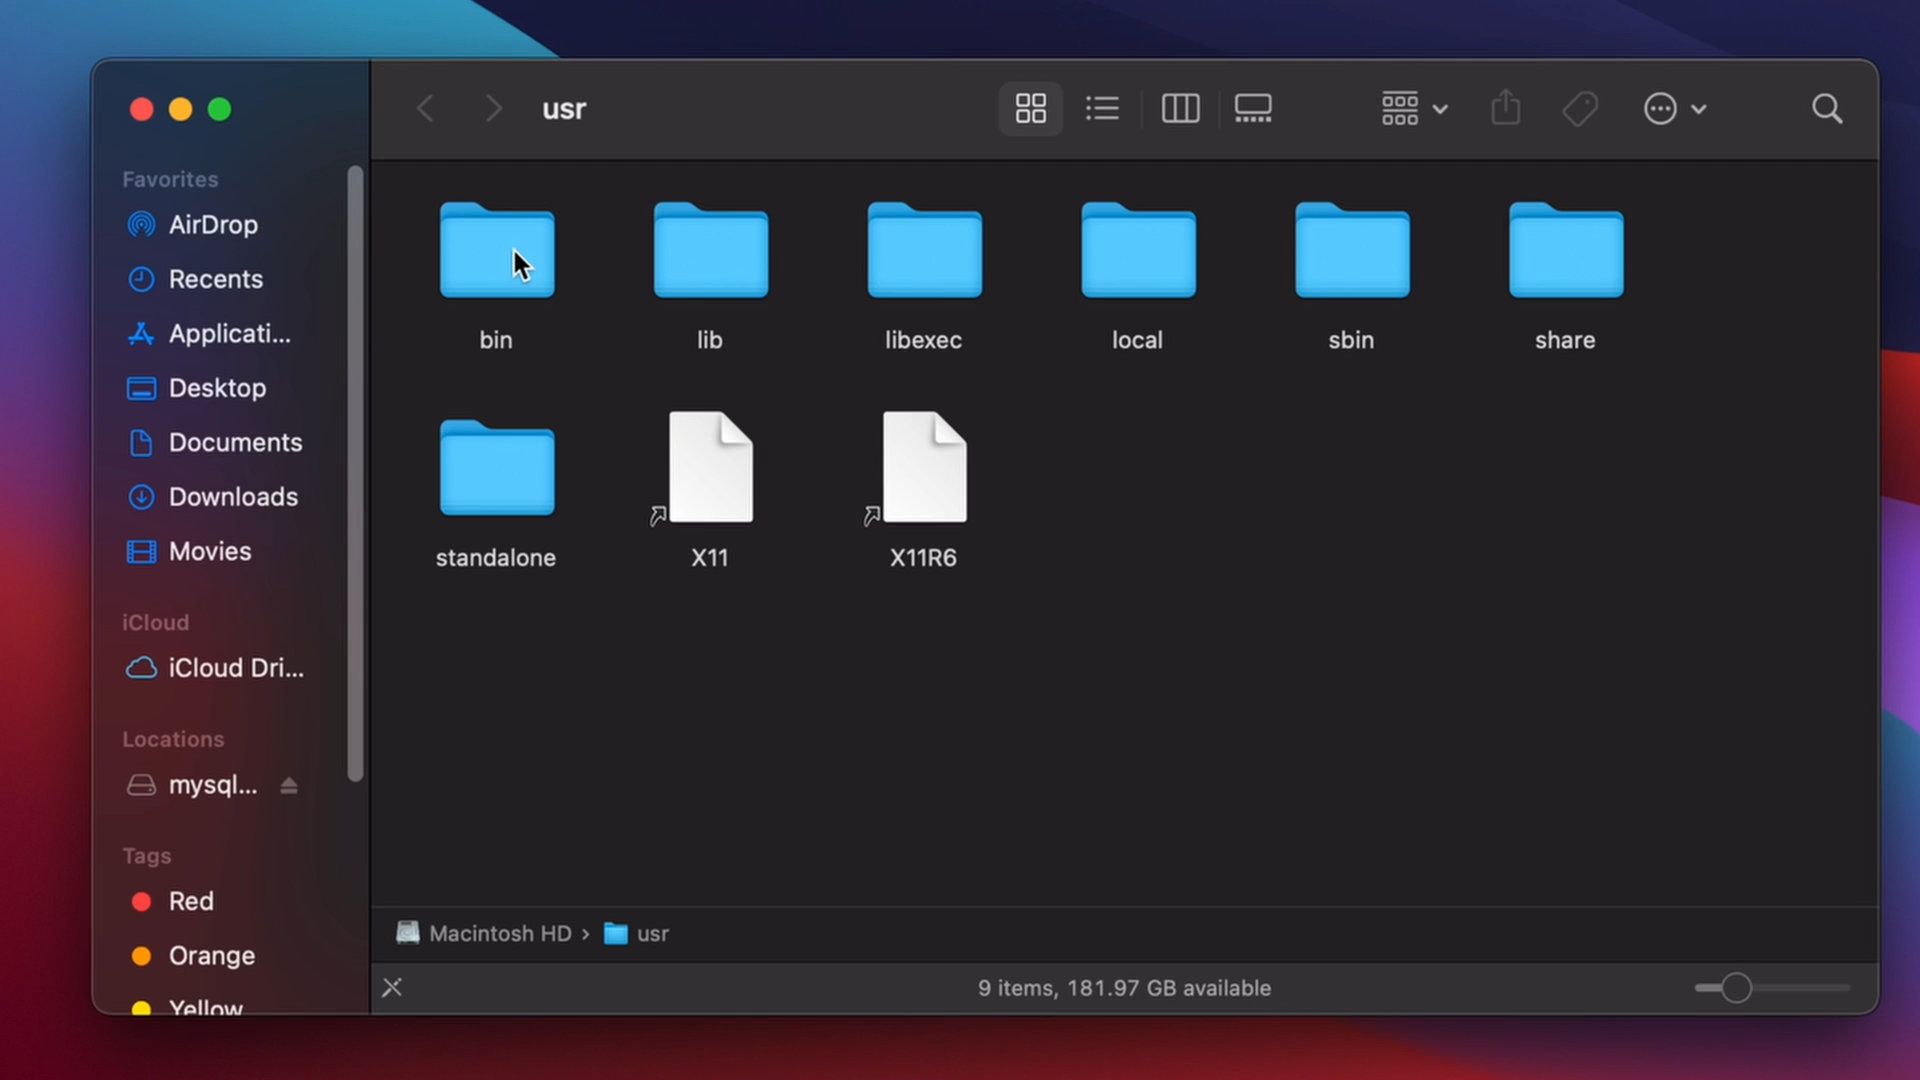 usr
Favorites
AirDrop
Recents
Applicati...
Desktop
Documents
Downloads
Movies
iCloud
iCloud Dri...
Locations
mysql...
Tags
Red
Orange
Yellow
bin
lib
libexec
local
sbin
share
standalone
X11
X11R6
Macintosh HD › usr
9 items, 181.97 GB available